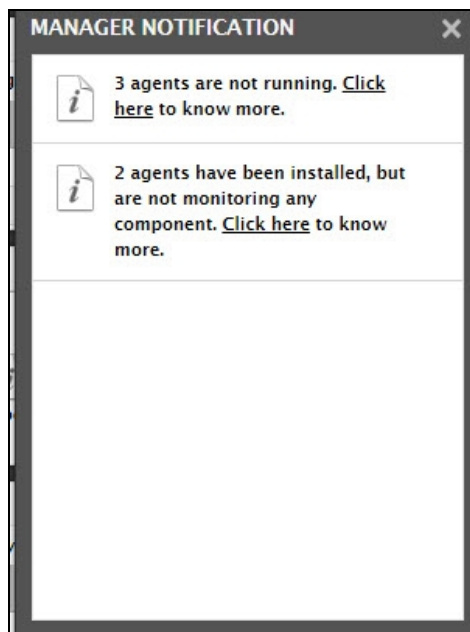 MANAGER NOTIFICATION
3 agents are not running. Click
here to know more.
2 agents have been installed, but
are not monitoring any
component. Click here to know
more.